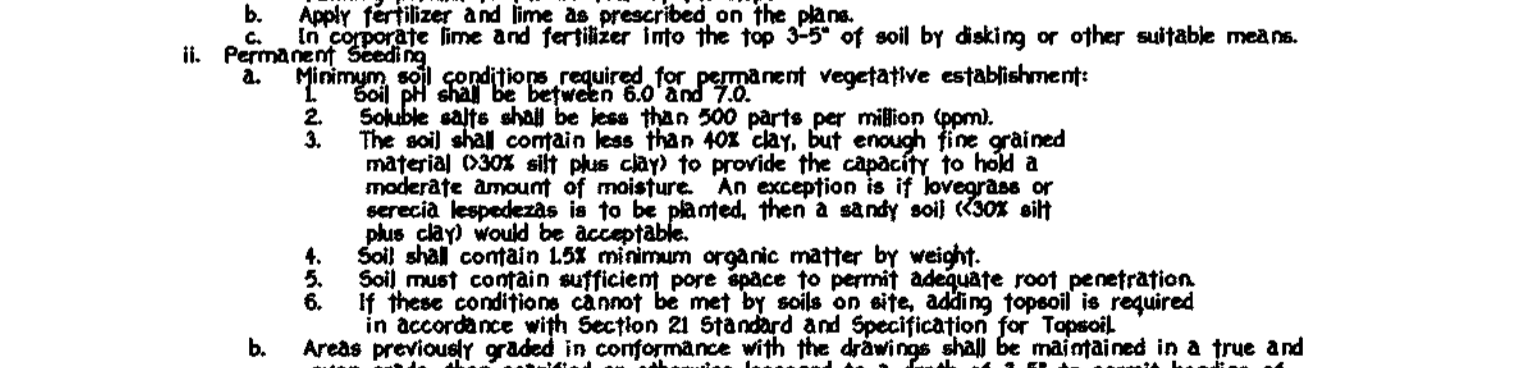 b. Apply fertilizer and lime as prescribed on the plans.
c. In corporate lime and fertilizer into the top 3-5" of soil by disking or other suitable means.
ii. Permanent Seeding
a. Minimum soil conditions required for permanent vegetative establishment:
1. Soil pH shall be between 6.0 and 7.0.
2. Soluble salts shall be less than 500 parts per million (ppm).
3. The soil shall contain less than 40% clay, but enough fine grained
material (>30% silt plus clay) to provide the capacity to hold a
moderate amount of moisture. An exception is if lovegrass or
serecia lespedezas is to be planted, then a sandy soil (<30% silt
plus clay) would be acceptable.
4. Soil shall contain 1.5% minimum organic matter by weight.
5. Soil must contain sufficient pore space to permit adequate root penetration.
6. If these conditions cannot be met by soils on site, adding topsoil is required
in accordance with Section 21 Standard and Specification for Topsoil.
b. Areas previously graded in conformance with the drawings shall be maintained in a true and